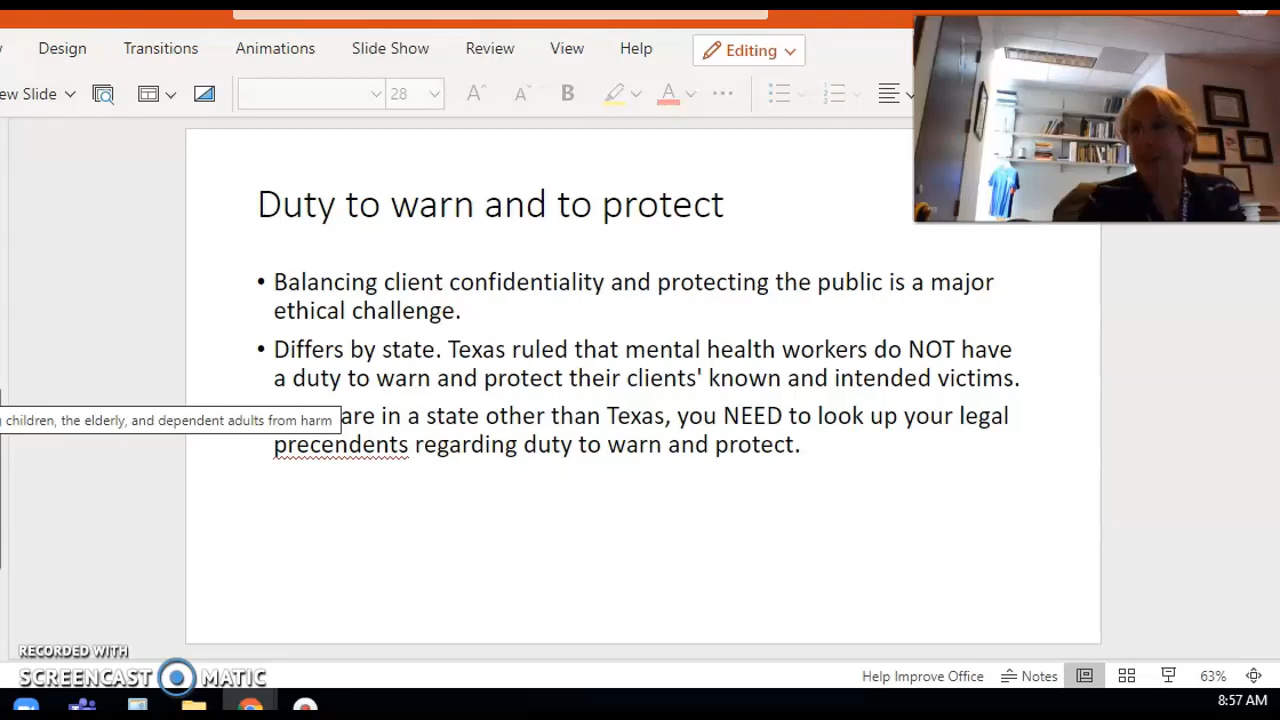 Design Transitions Animations Slide Show Review View Help Editing
ew Slide 28 A A B A ...
Duty to warn and to protect
• Balancing client confidentiality and protecting the public is a major
ethical challenge.
• Differs by state. Texas ruled that mental health workers do NOT have
a duty to warn and protect their clients' known and intended victims.
are in a state other than Texas, you NEED to look up your legal
children, the elderly, and dependent adults from harm
precendents regarding duty to warn and protect.
RECORDED WITH
SCREENCAST MATIC
Help Improve Office Notes 63%
8:57 AM